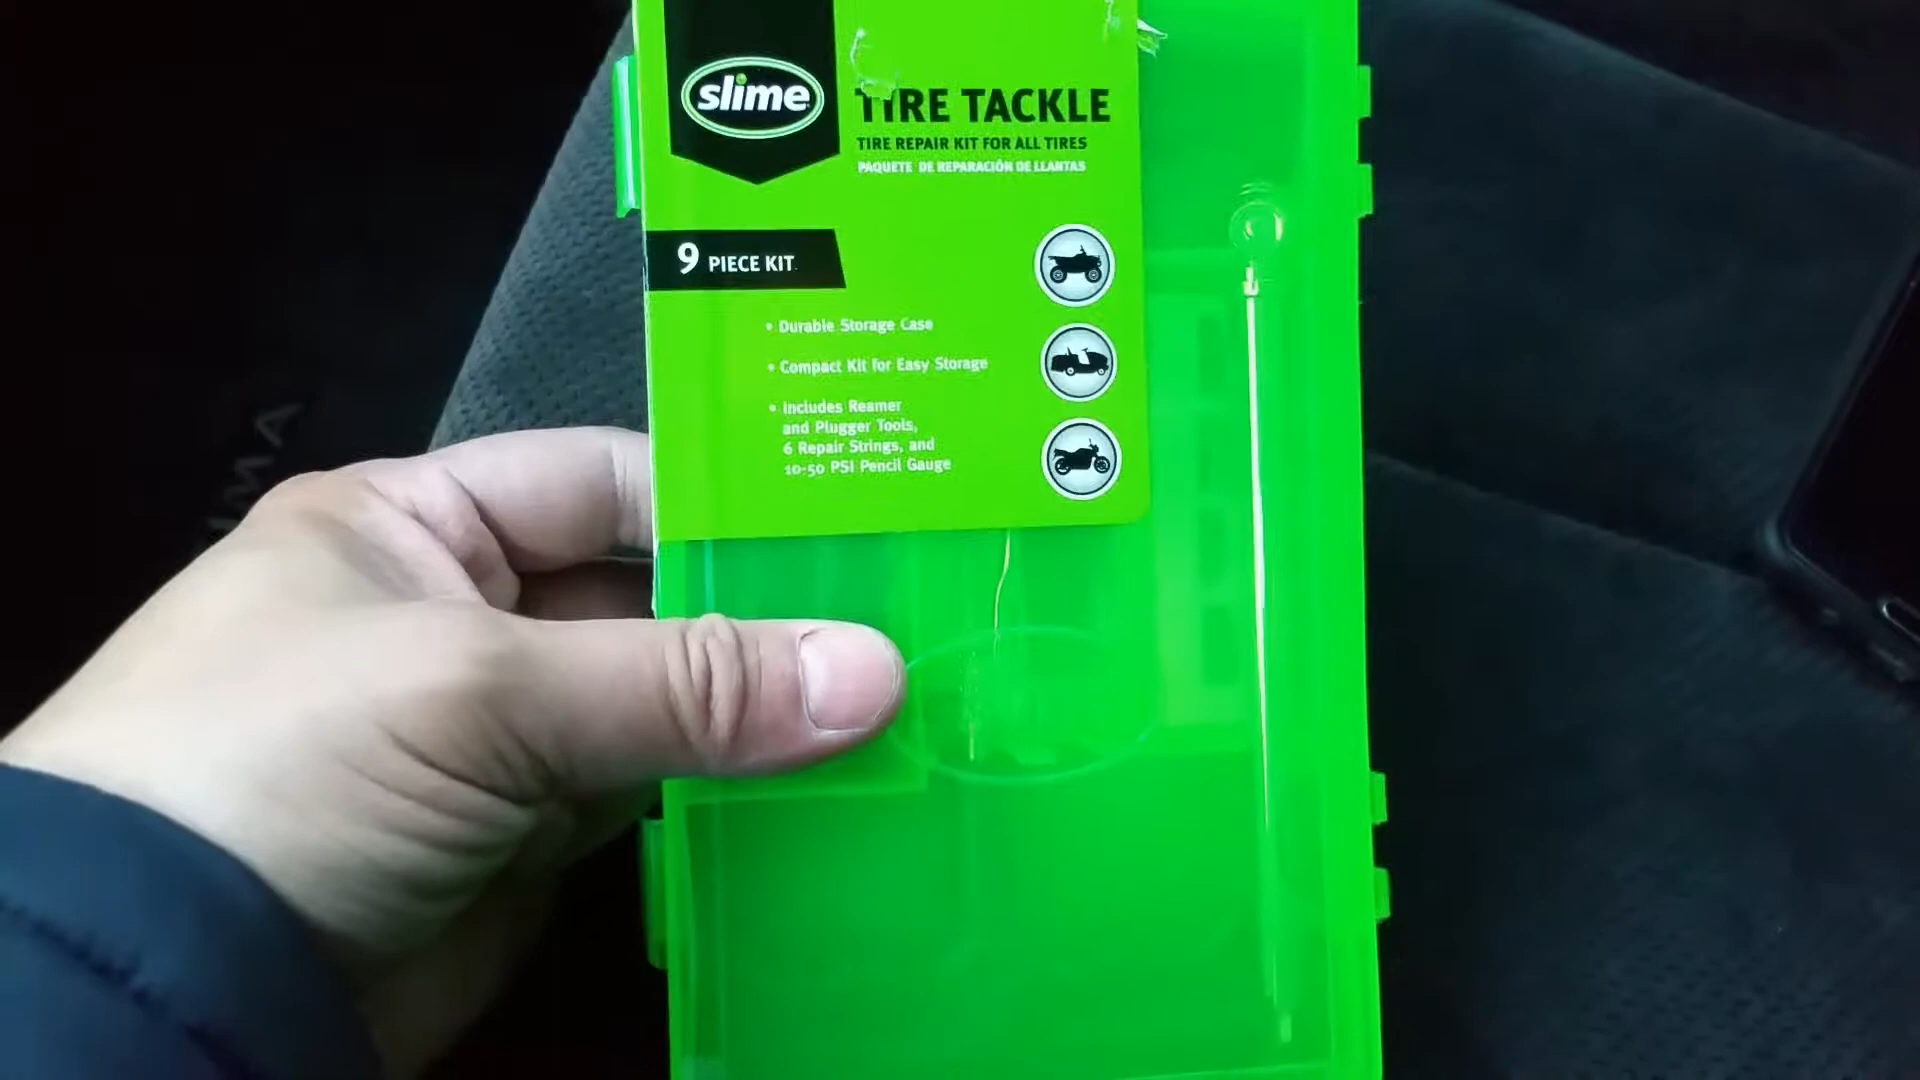 slime
TIRE TACKLE
TIRE REPAIR KIT FOR ALL TIRES
PAQUETE DE REPARACIÓN DE LLANTAS
9 PIECE KIT
• Durable Storage Case
• Compact Kit for Easy Storage
• Includes Reamer
and Plugger Tools,
6 Repair Strings, and
10-50 PSI Pencil Gauge